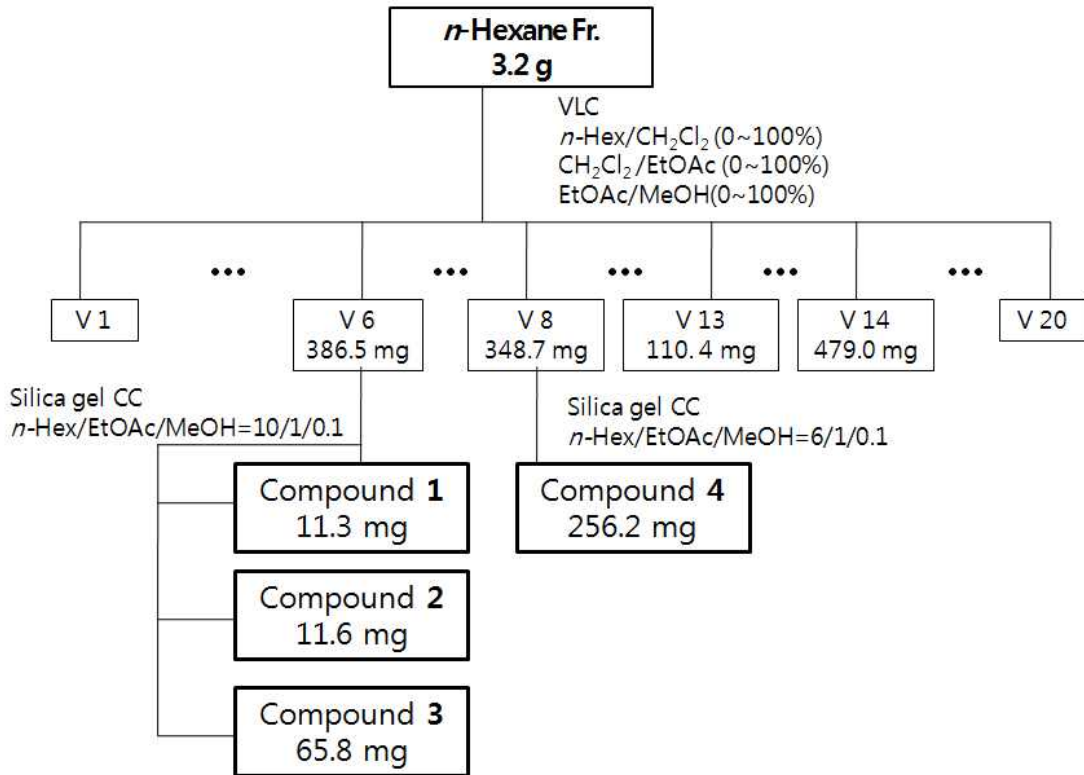 n-Hexane Fr.
3.2 g
VLC
n-Hex/CH₂Cl₂ (0~100%)
CH₂Cl₂/EtOAc (0~100%)
EtOAc/MeOH(0~100%)
•••
•••
•••
•••
•••
V 1
V 6
386.5 mg
V 8
348.7 mg
V 13
110. 4 mg
V 14
479.0 mg
V 20
Silica gel CC
n-Hex/EtOAc/MeOH=10/1/0.1
Silica gel CC
n-Hex/EtOAc/MeOH=6/1/0.1
Compound 1
11.3 mg
Compound 4
256.2 mg
Compound 2
11.6 mg
Compound 3
65.8 mg